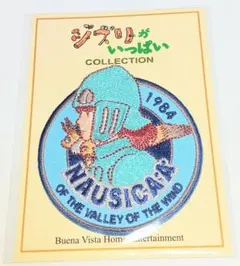 ジブリが
いっぱい
COLLECTION
1984
NAUSICAÄ
OF THE VALLEY OF THE WIND
Buena Vista Home Entertainment